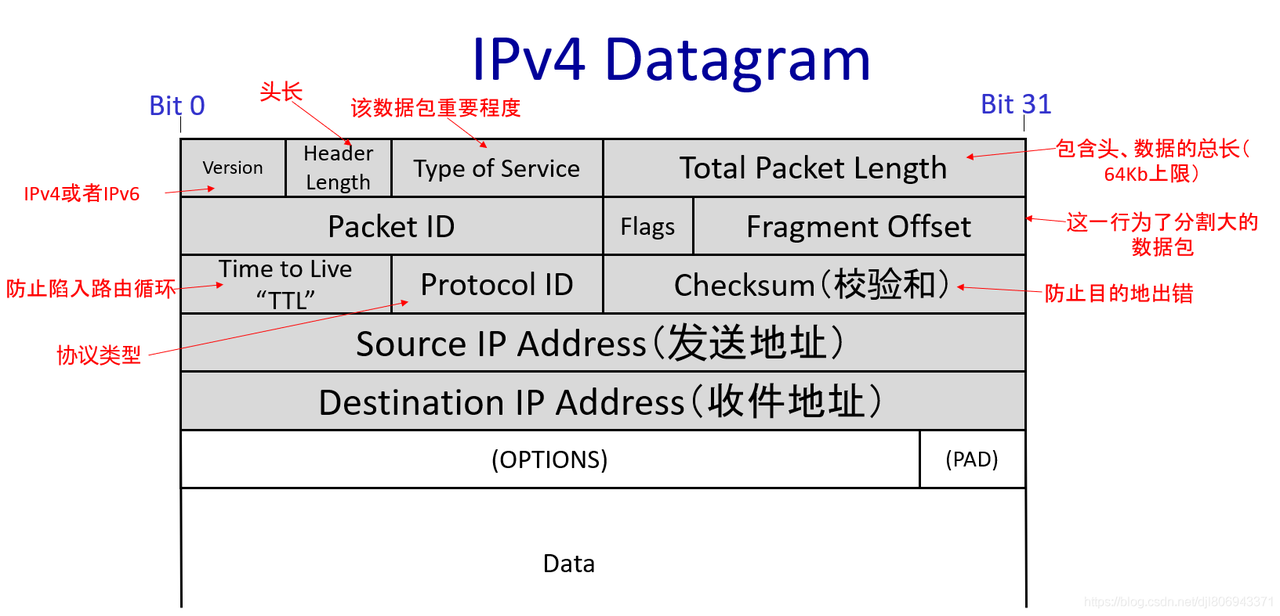 IPv4 Datagram
头长
Bit 0
该数据包重要程度
Bit 31
Version
Header
Length
Type of Service
Total Packet Length
包含头、数据的总长(
64Kb上限)
IPv4或者IPv6
Packet ID
Flags
Fragment Offset
这一行为了分割大的
数据包
防止陷入路由循环
Time to Live
“TTL”
Protocol ID
Checksum(校验和)
防止目的地出错
协议类型
Source IP Address(发送地址)
Destination IP Address(收件地址)
(OPTIONS)
(PAD)
Data
https://blog.csdn.net/djl806943371